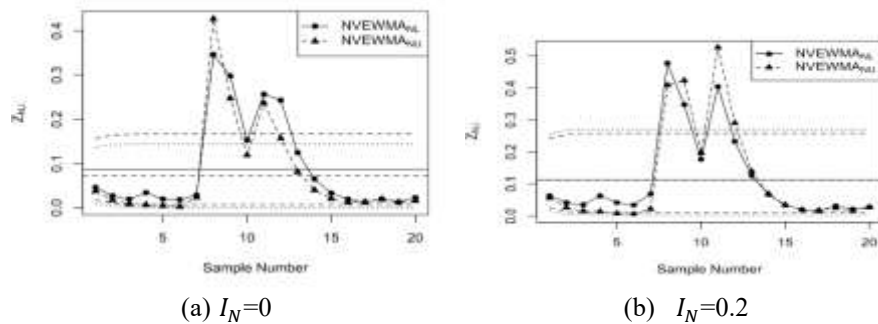 NVEWMA_NL
NVEWMA_NU
Z_AU
0.4
0.3
0.2
0.1
0.0
5 10 15 20
Sample Number
(a) I_N=0
NVEWMA_NL
NVEWMA_NU
Z_AU
0.5
0.4
0.3
0.2
0.1
0.0
5 10 15 20
Sample Number
(b) I_N=0.2